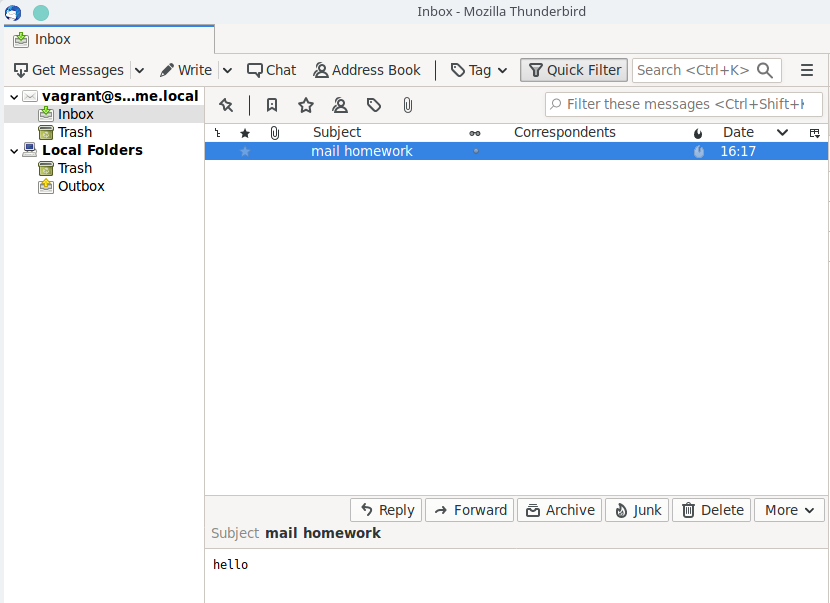 Inbox - Mozilla Thunderbird
Inbox
Get Messages Write Chat Address Book Tag Quick Filter Search <Ctrl+K>
vagrant@s...me.local
Inbox
Trash
Local Folders
Trash
Outbox
Filter these messages <Ctrl+Shift+K
Subject Correspondents Date
mail homework 16:17
Reply Forward Archive Junk Delete More
Subject mail homework
hello